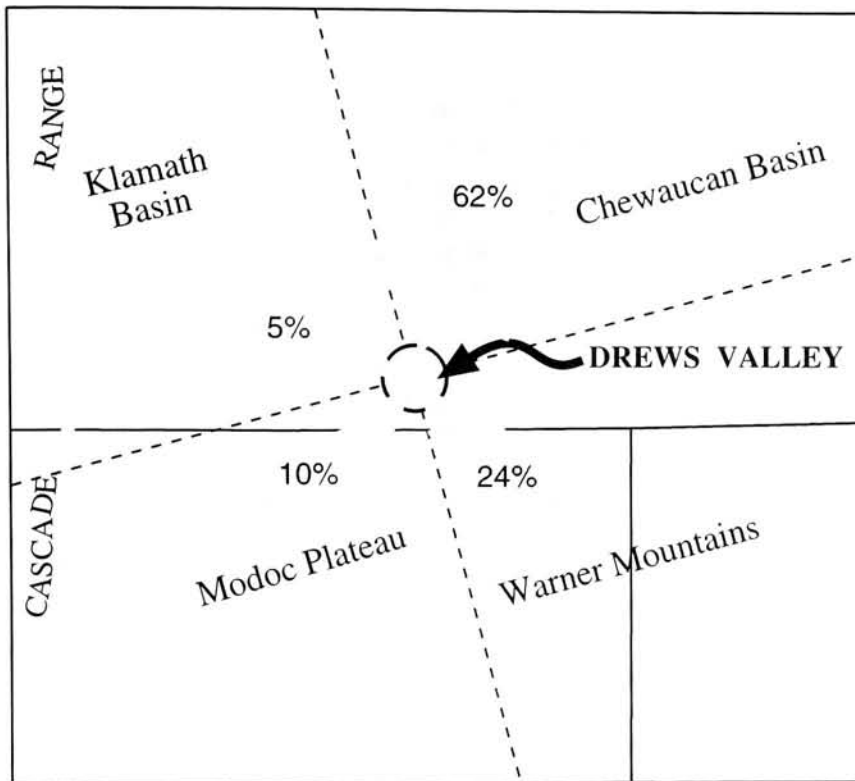 RANGE
Klamath
Basin
62%
Chewaucan Basin
5%
DREWS VALLEY
CASCADE
10%
24%
Modoc Plateau
Warner Mountains